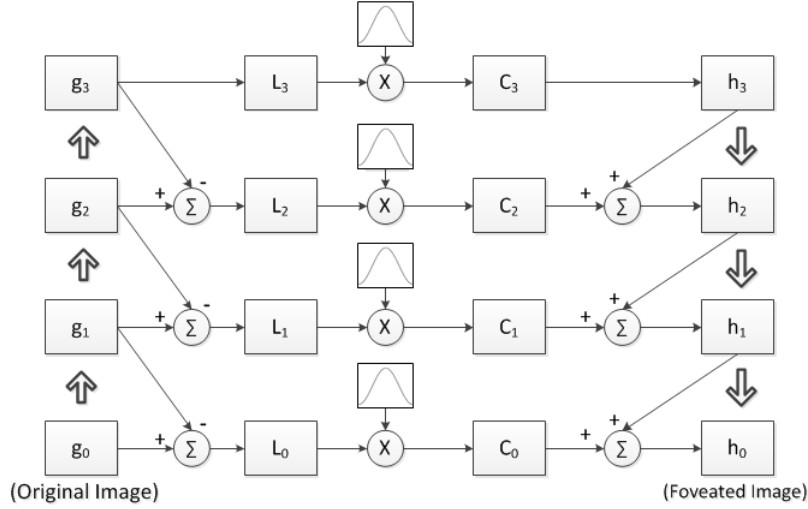 g₃ L₃ X C₃ h₃
- +
+ g₂ Σ L₂ X C₂ + Σ h₂
- +
+ g₁ Σ L₁ X C₁ + Σ h₁
- +
+ g₀ Σ L₀ X C₀ + Σ h₀
(Original Image) (Foveated Image)